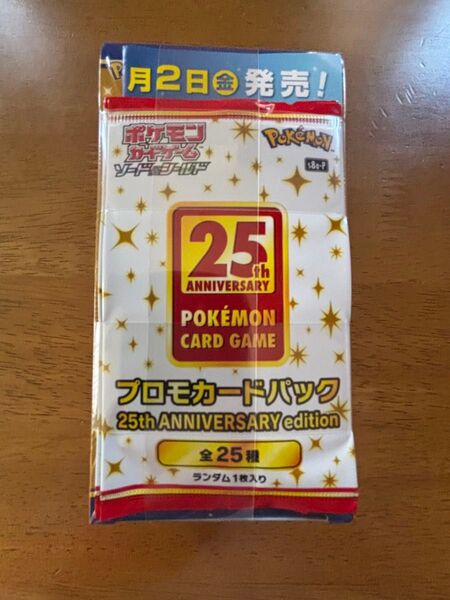 月2日金発売!
ポケモン
カードゲーム
ソード&シールド
POKÉMON
s8a-P
25th
ANNIVERSARY
POKÉMON
CARD GAME
プロモカードパック
25th ANNIVERSARY edition
全25種
ランダム1枚入り